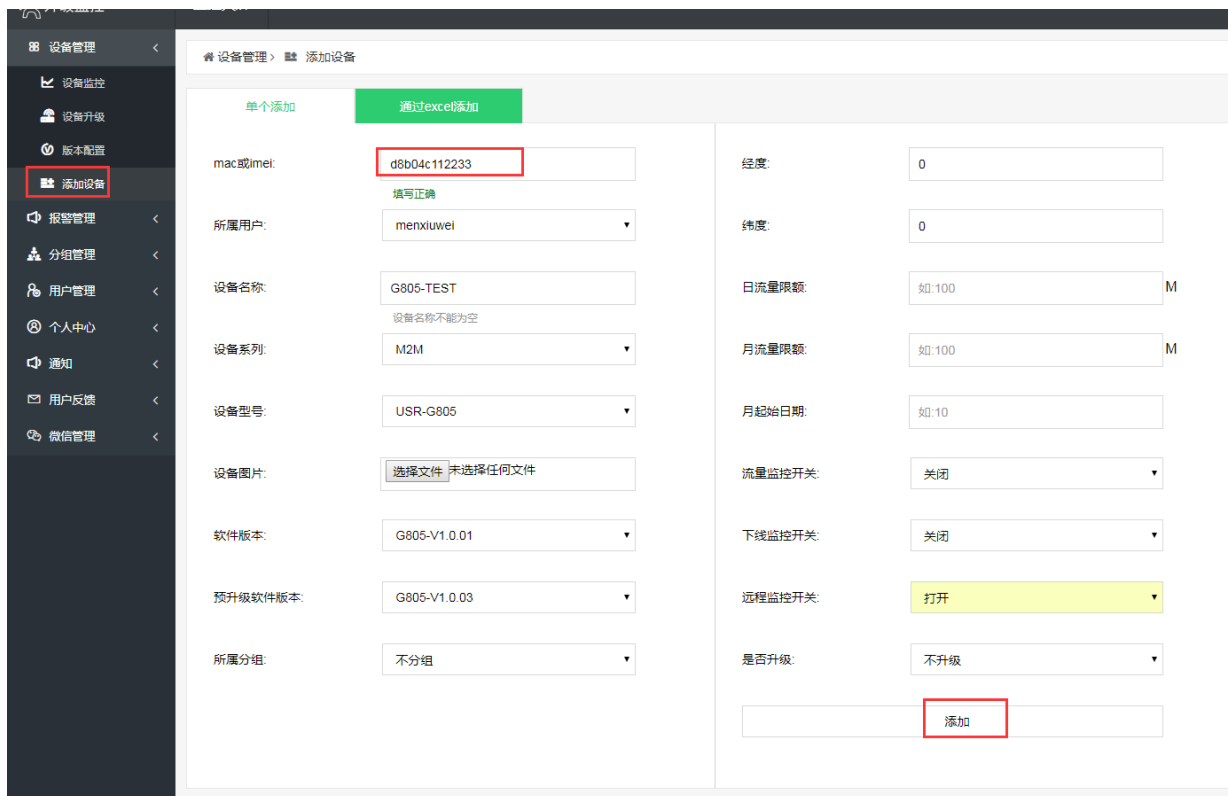 设备管理
设备监控
设备升级
版本配置
添加设备
报警管理
分组管理
用户管理
个人中心
通知
用户反馈
微信管理
设备管理> 添加设备
单个添加
通过excel添加
mac或imei:
d8b04c112233
填写正确
所属用户:
menxiuwei
设备名称:
G805-TEST
设备名称不能为空
设备系列:
M2M
设备型号:
USR-G805
设备图片:
选择文件 未选择任何文件
软件版本:
G805-V1.0.01
预升级软件版本:
G805-V1.0.03
所属分组:
不分组
经度:
0
纬度:
0
日流量限额:
如:100 M
月流量限额:
如:100 M
月起始日期:
如:10
流量监控开关:
关闭
下线监控开关:
关闭
远程监控开关:
打开
是否升级:
不升级
添加